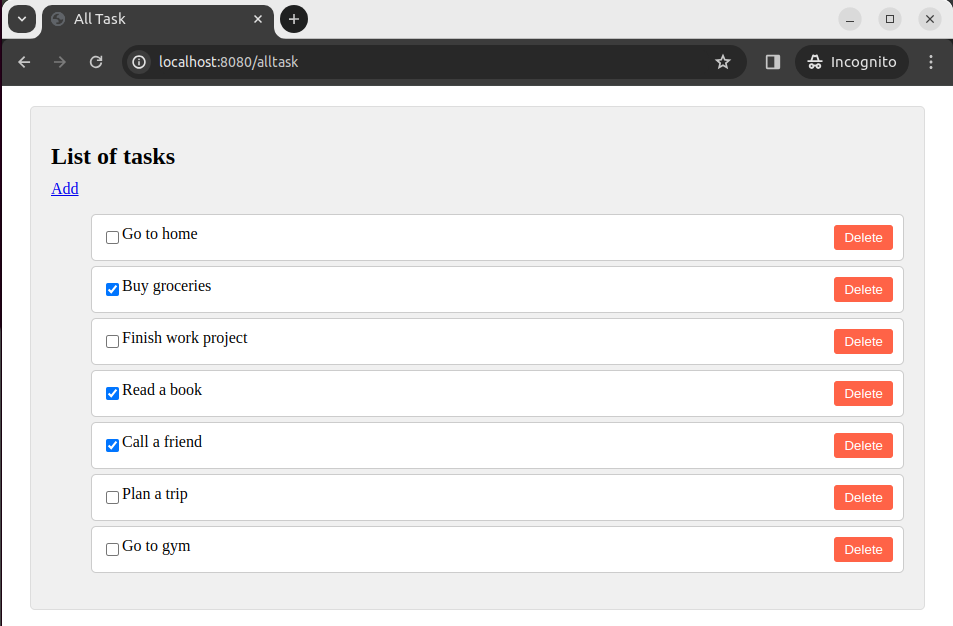 All Task
localhost:8080/alltask
Incognito
List of tasks
Add
Go to home Delete
Buy groceries Delete
Finish work project Delete
Read a book Delete
Call a friend Delete
Plan a trip Delete
Go to gym Delete